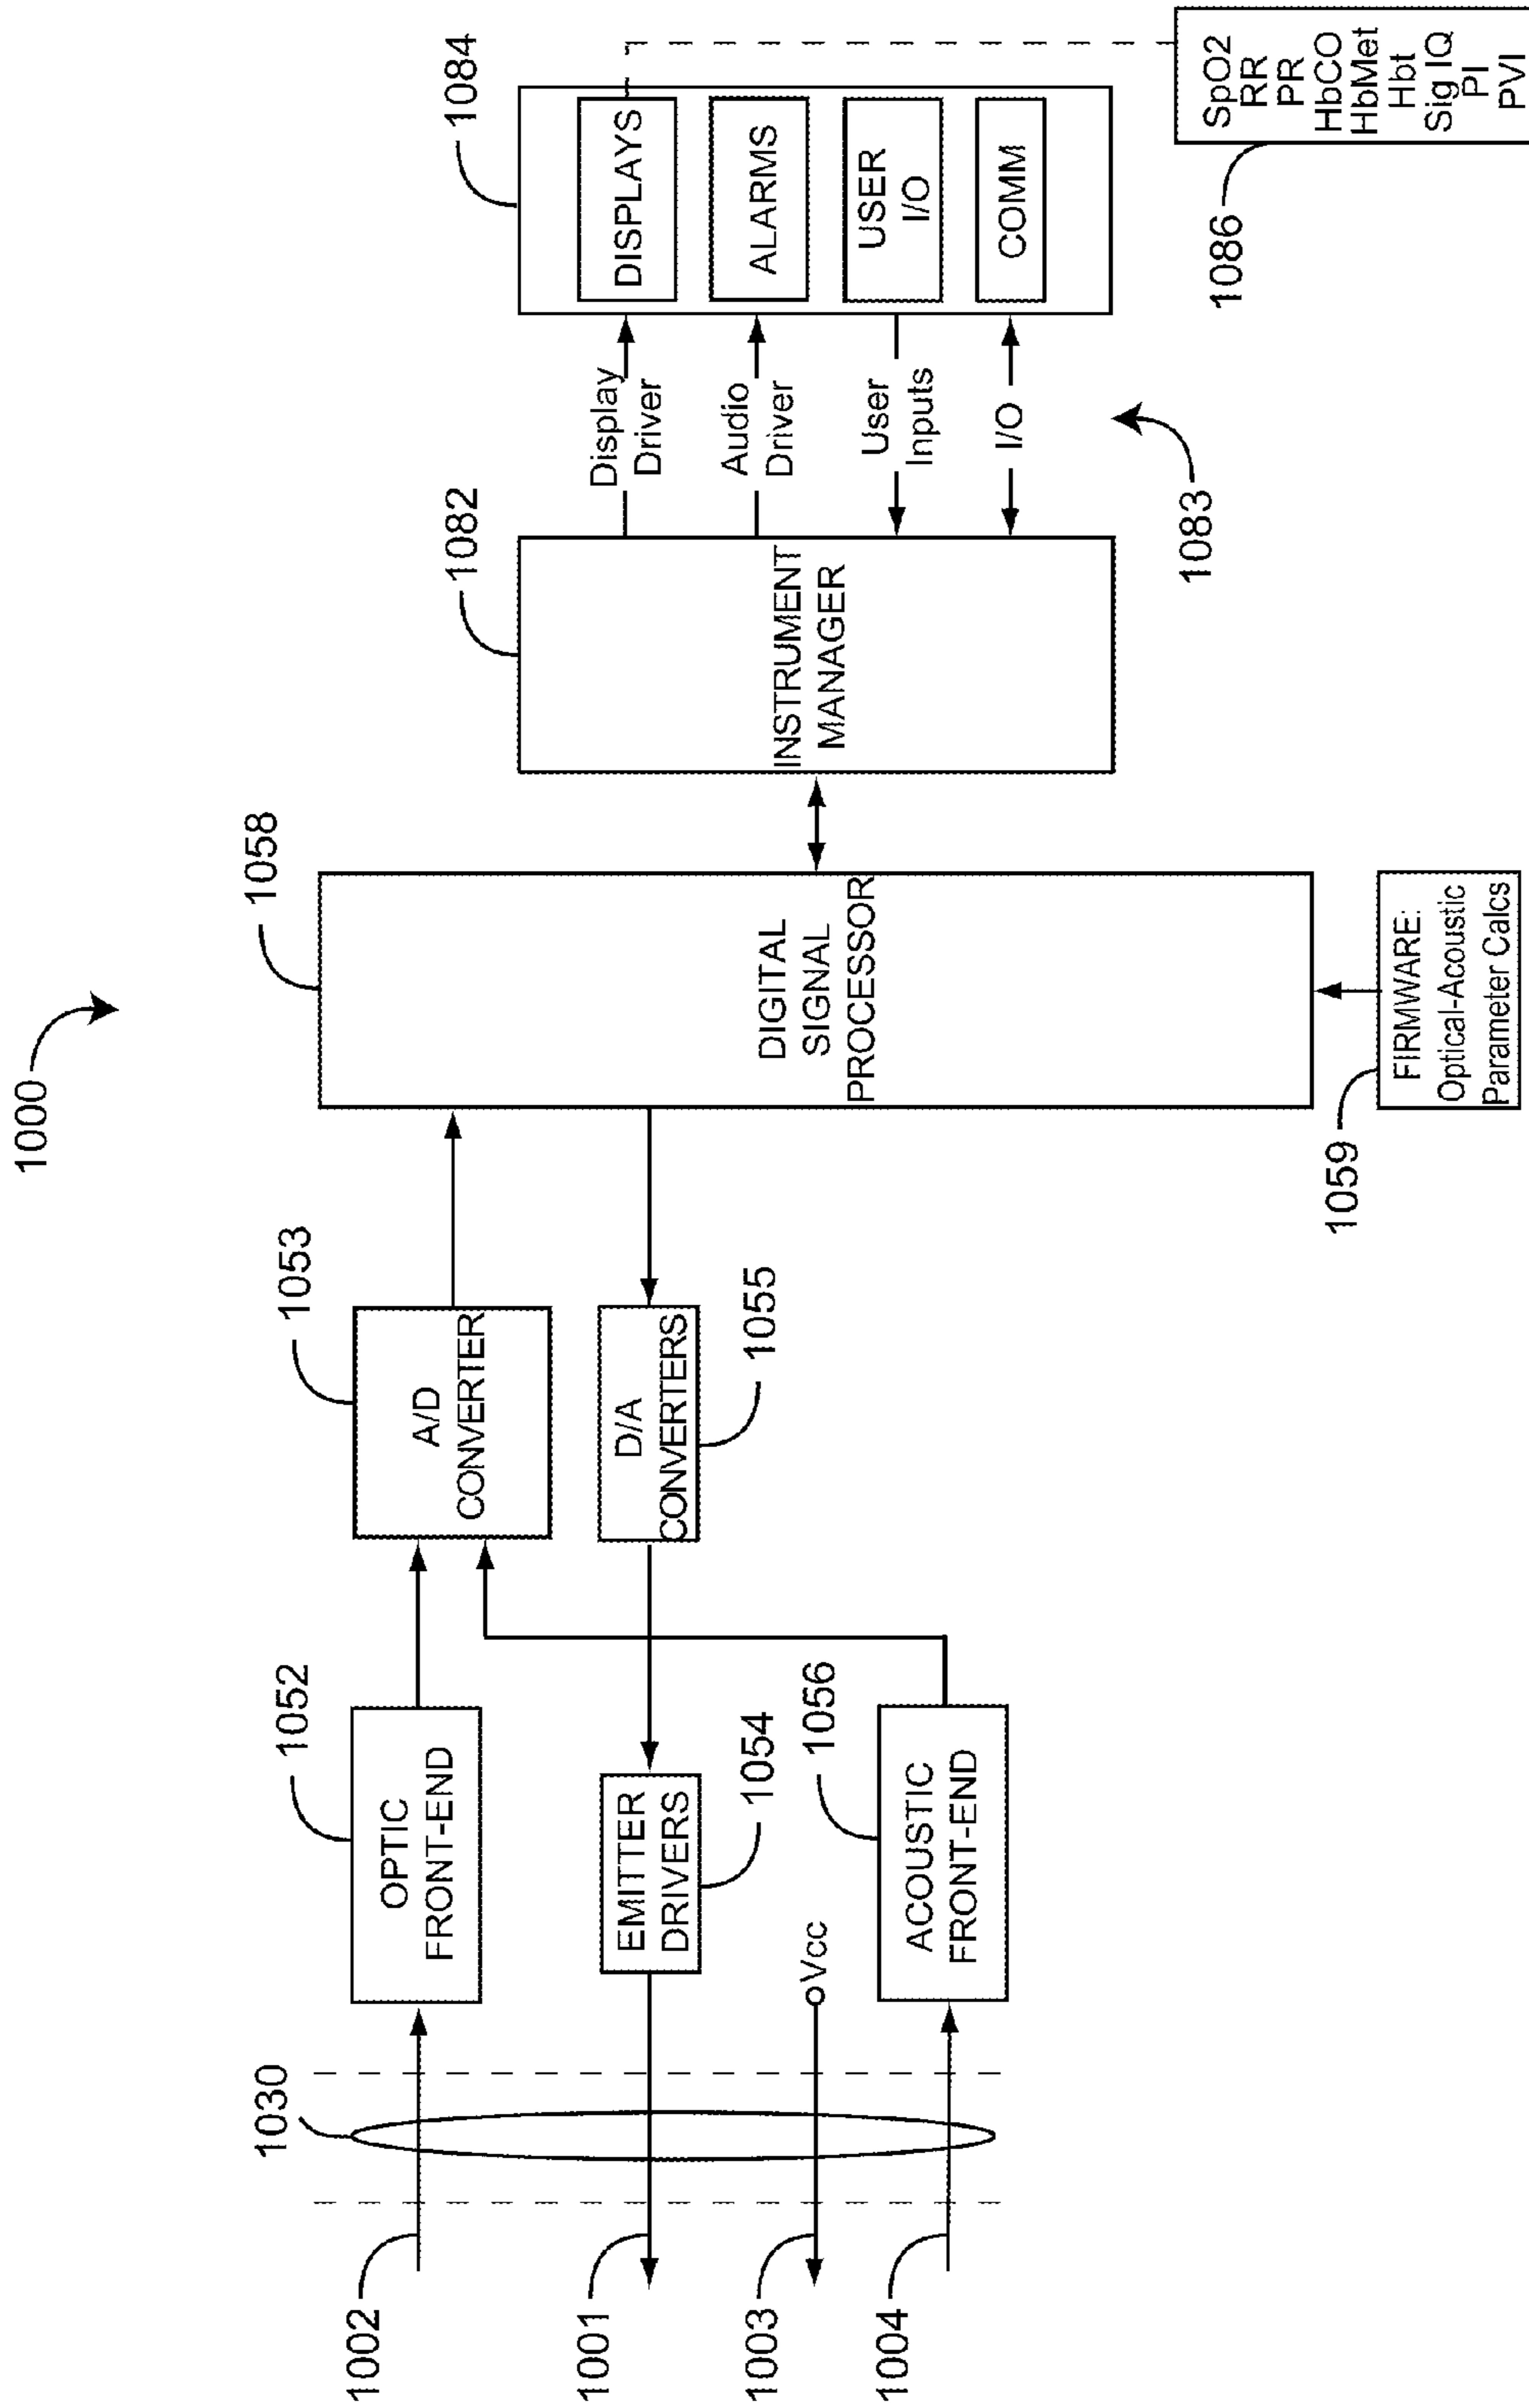 1000
1002
1001
1003
1004
1030
OPTIC
FRONT-END
1052
EMITTER
DRIVERS
1054
Vcc
ACOUSTIC
FRONT-END
1056
A/D
CONVERTER
1053
D/A
CONVERTERS
1055
DIGITAL
SIGNAL
PROCESSOR
1058
FIRMWARE:
Optical-Acoustic
Parameter Calcs
1059
INSTRUMENT
MANAGER
1082
Display
Driver
Audio
Driver
User
Inputs
I/O
1083
1084
DISPLAYS
ALARMS
USER
I/O
COMM
SpO2
RR
PR
HbCO
HbMet
Hbt
Sig IQ
PI
PVI
1086